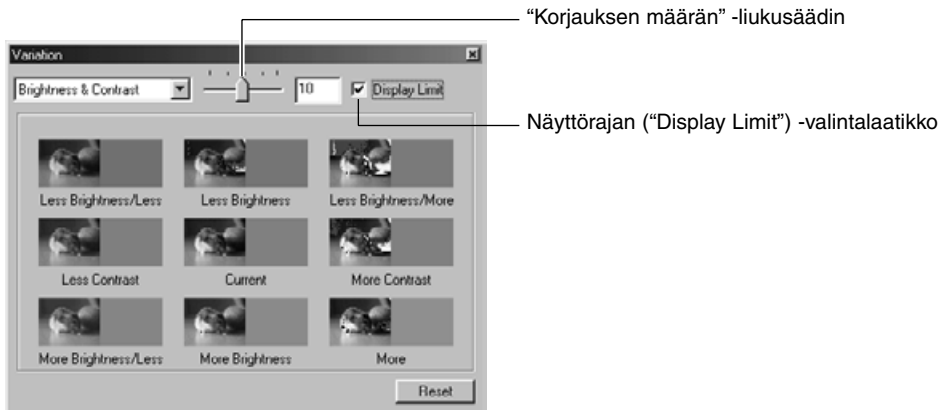 “Korjauksen määrän” -liukusäädin
Variation
Brightness & Contrast
10
Display Limit
Näyttörajan (“Display Limit”) -valintalaatikko
Less Brightness/Less
Less Brightness
Less Brightness/More
Less Contrast
Current
More Contrast
More Brightness/Less
More Brightness
More
Reset